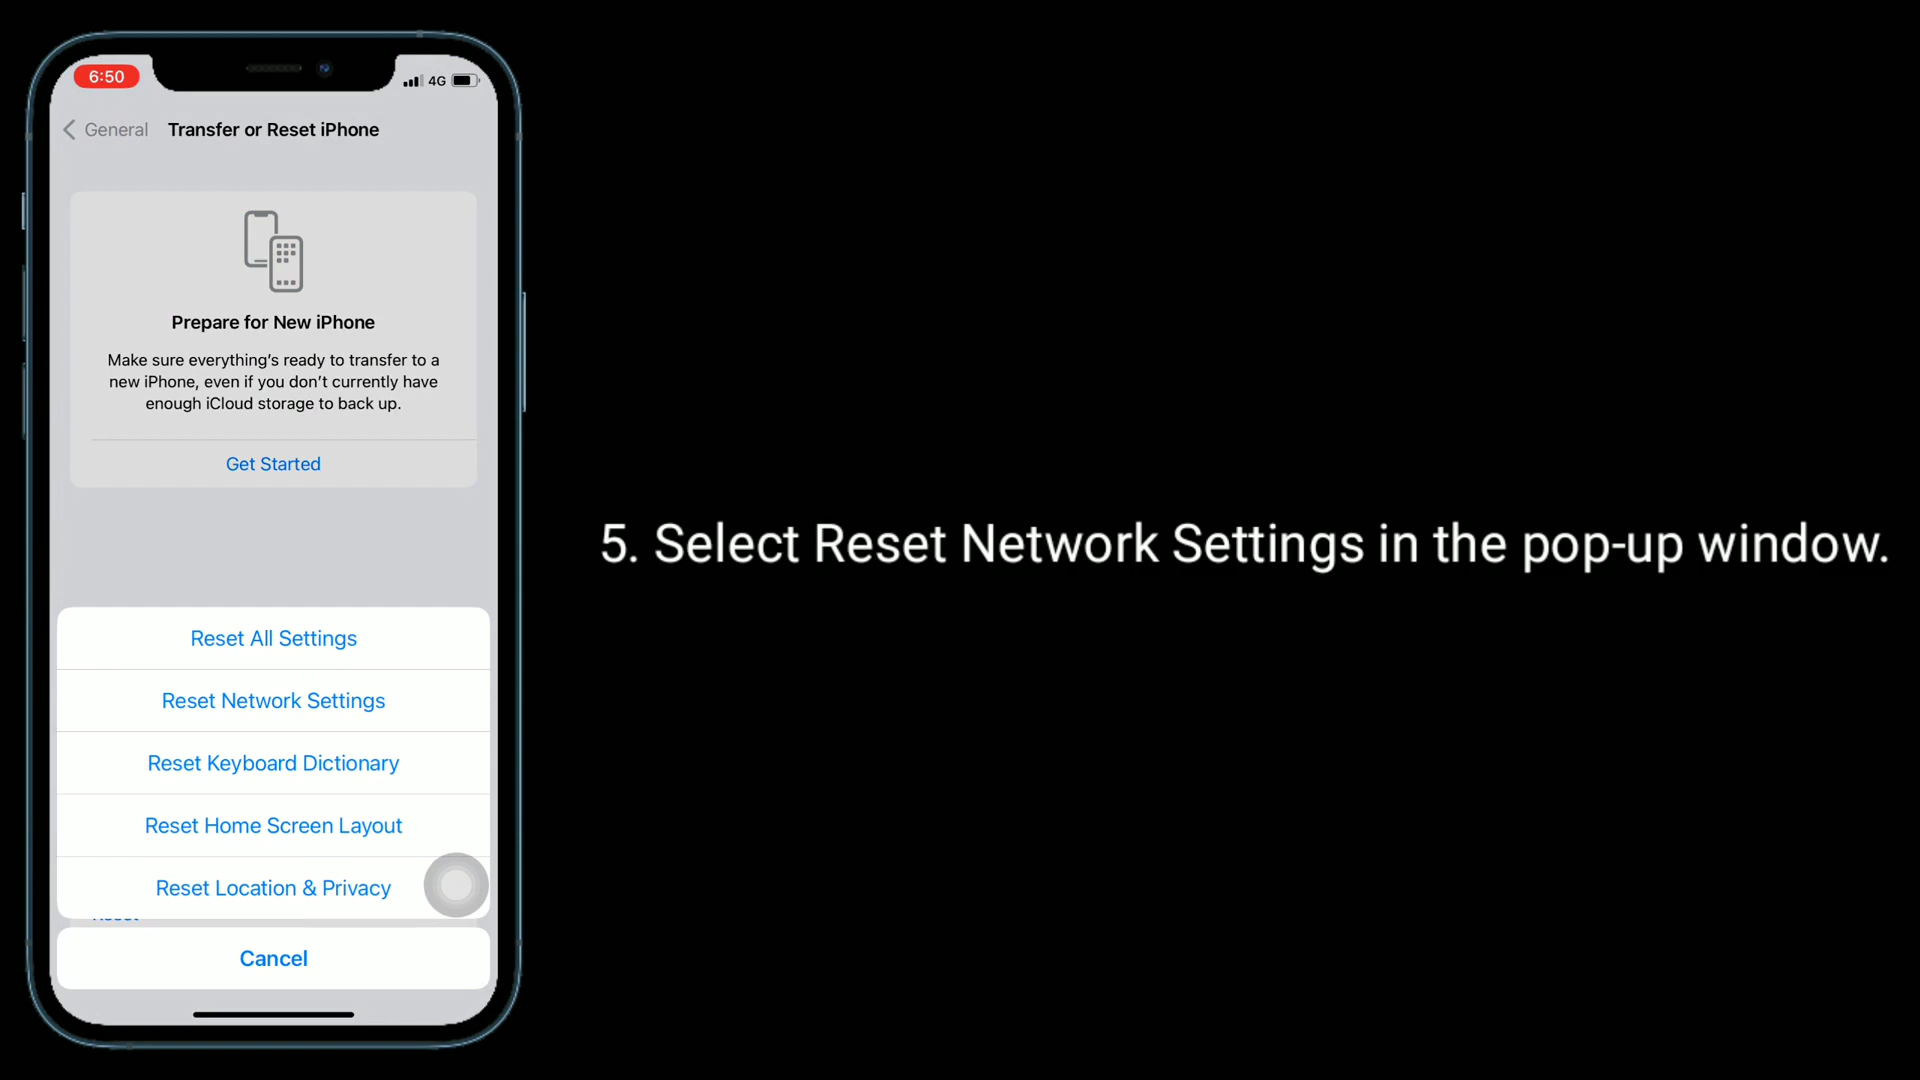 6:50
4G
General
Transfer or Reset iPhone
Prepare for New iPhone
Make sure everything's ready to transfer to a
new iPhone, even if you don't currently have
enough iCloud storage to back up.
Get Started
5. Select Reset Network Settings in the pop-up window.
Reset All Settings
Reset Network Settings
Reset Keyboard Dictionary
Reset Home Screen Layout
Reset Location & Privacy
Cancel